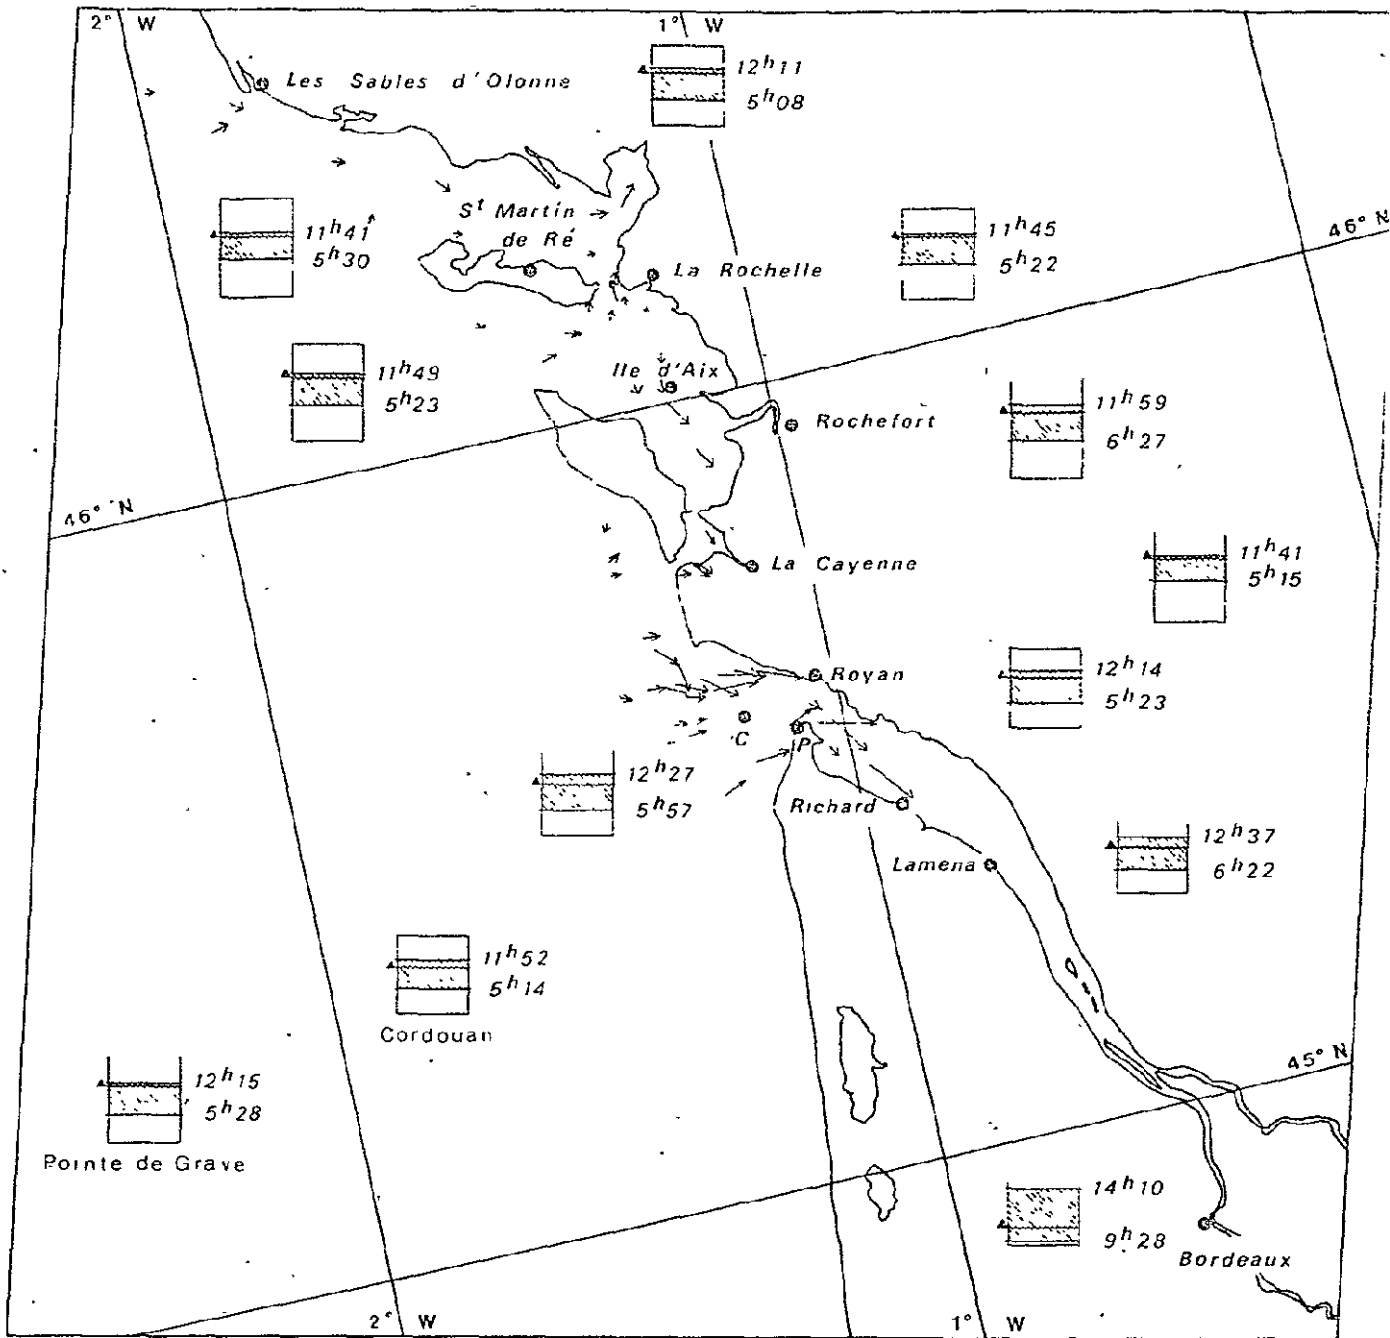 2° W
1° W
12h11
5h08
Les Sables d'Olonne
St Martin
de Ré
11h41
5h30
11h45
5h22
46° N
La Rochelle
11h49
5h23
Ile d'Aix
11h59
6h27
Rochefort
46° N
11h41
5h15
La Cayenne
12h14
5h23
Royan
C
P
12h27
5h57
Richard
12h37
6h22
Lamena
11h52
5h14
Cordouan
45° N
12h15
5h28
Pointe de Grave
14h10
9h28
Bordeaux
2° W
1° W